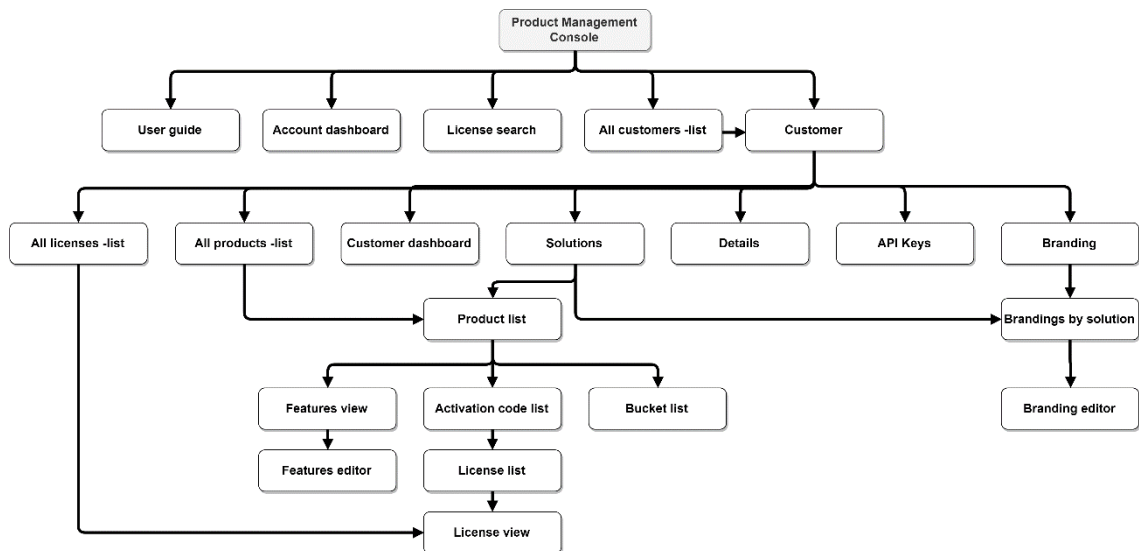 Product Management
Console
User guide
Account dashboard
License search
All customers -list
Customer
All licenses -list
All products -list
Customer dashboard
Solutions
Details
API Keys
Branding
Product list
Brandings by solution
Features view
Activation code list
Bucket list
Branding editor
Features editor
License list
License view